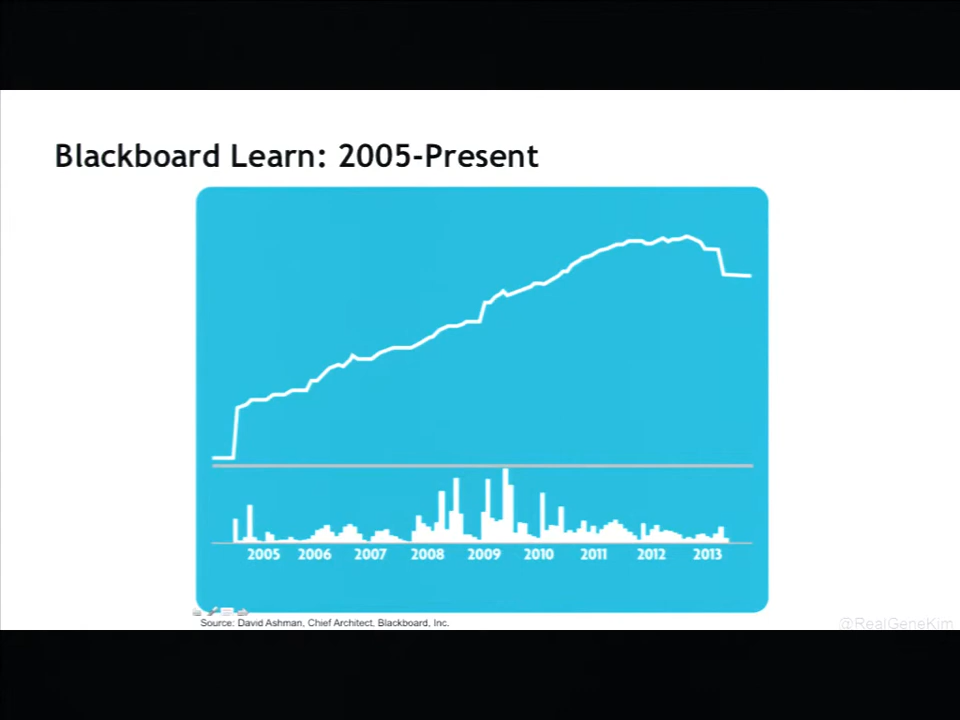 Blackboard Learn: 2005-Present
2005 2006 2007 2008 2009 2010 2011 2012 2013
Source: David Ashman, Chief Architect, Blackboard, Inc.
@RealGeneKim